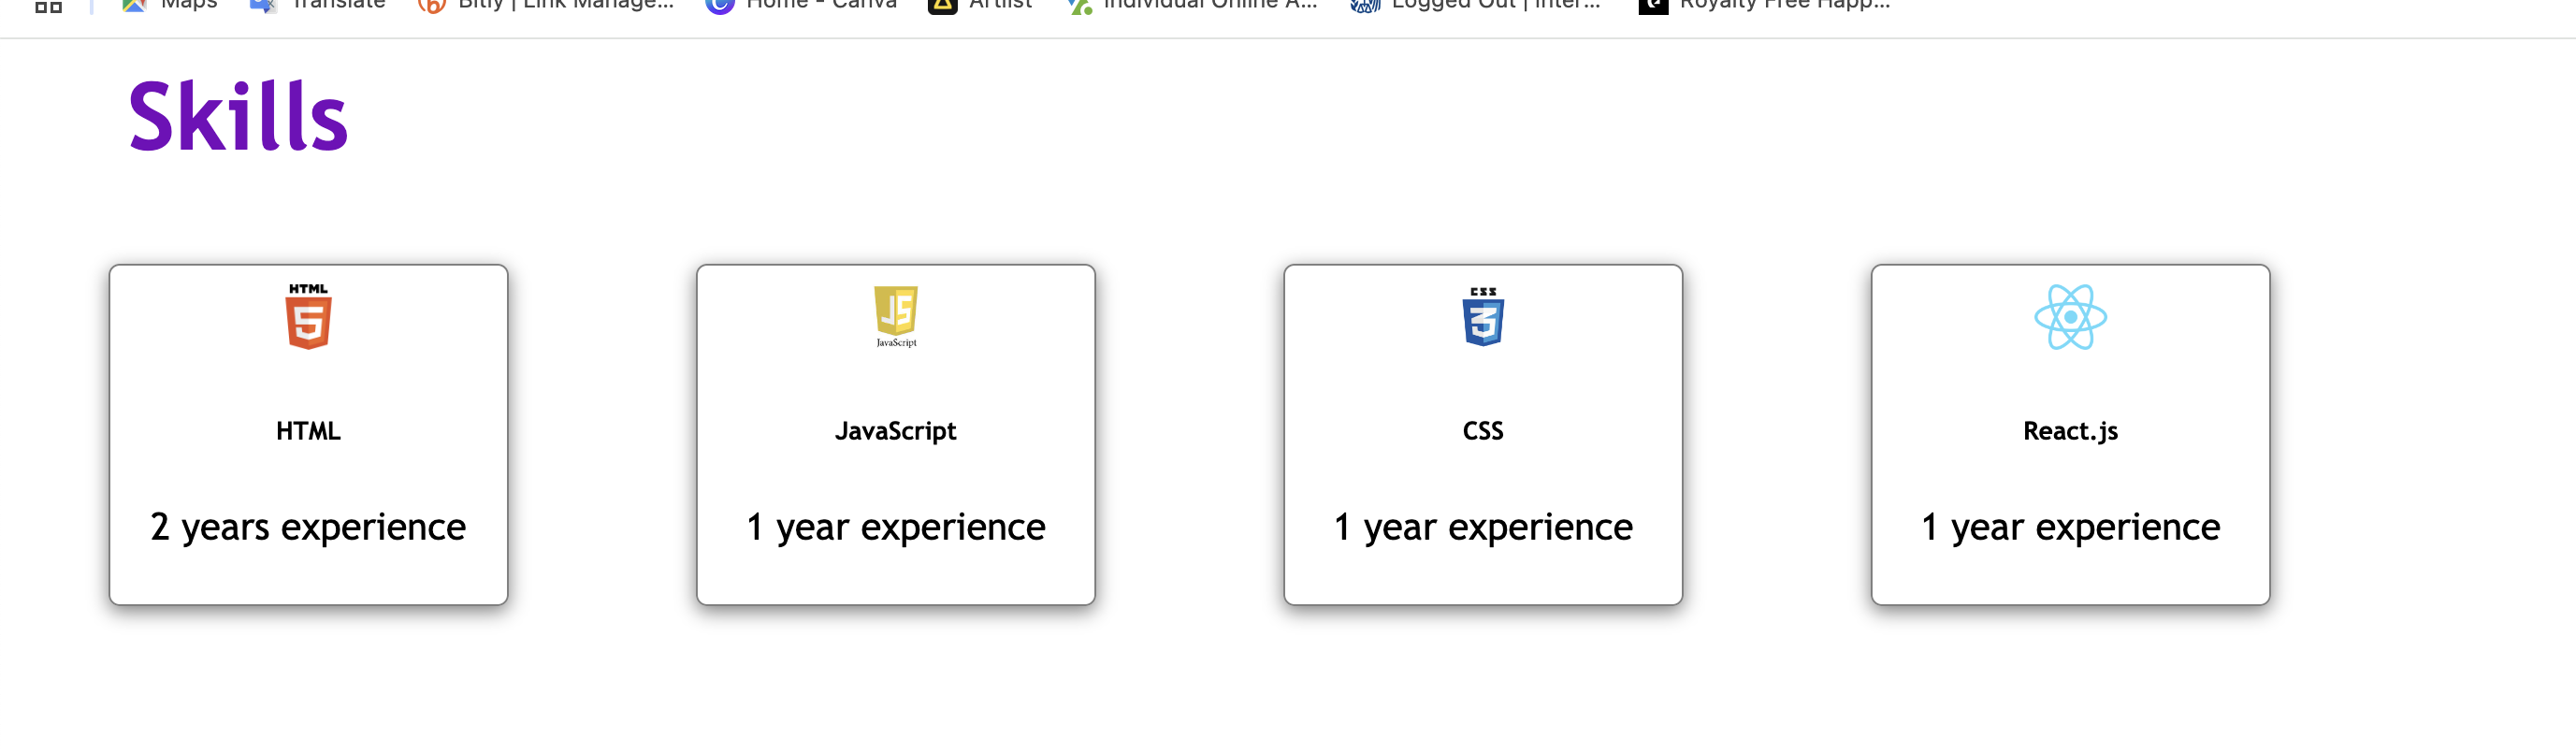 Maps Translate Bitly | Link Manage... Home - Canva Artlist Individual Online A... Logged Out | Inter... Royalty Free Happ...
Skills
HTML
5
JS
JavaScript
CSS
3
HTML JavaScript CSS React.js
2 years experience 1 year experience 1 year experience 1 year experience